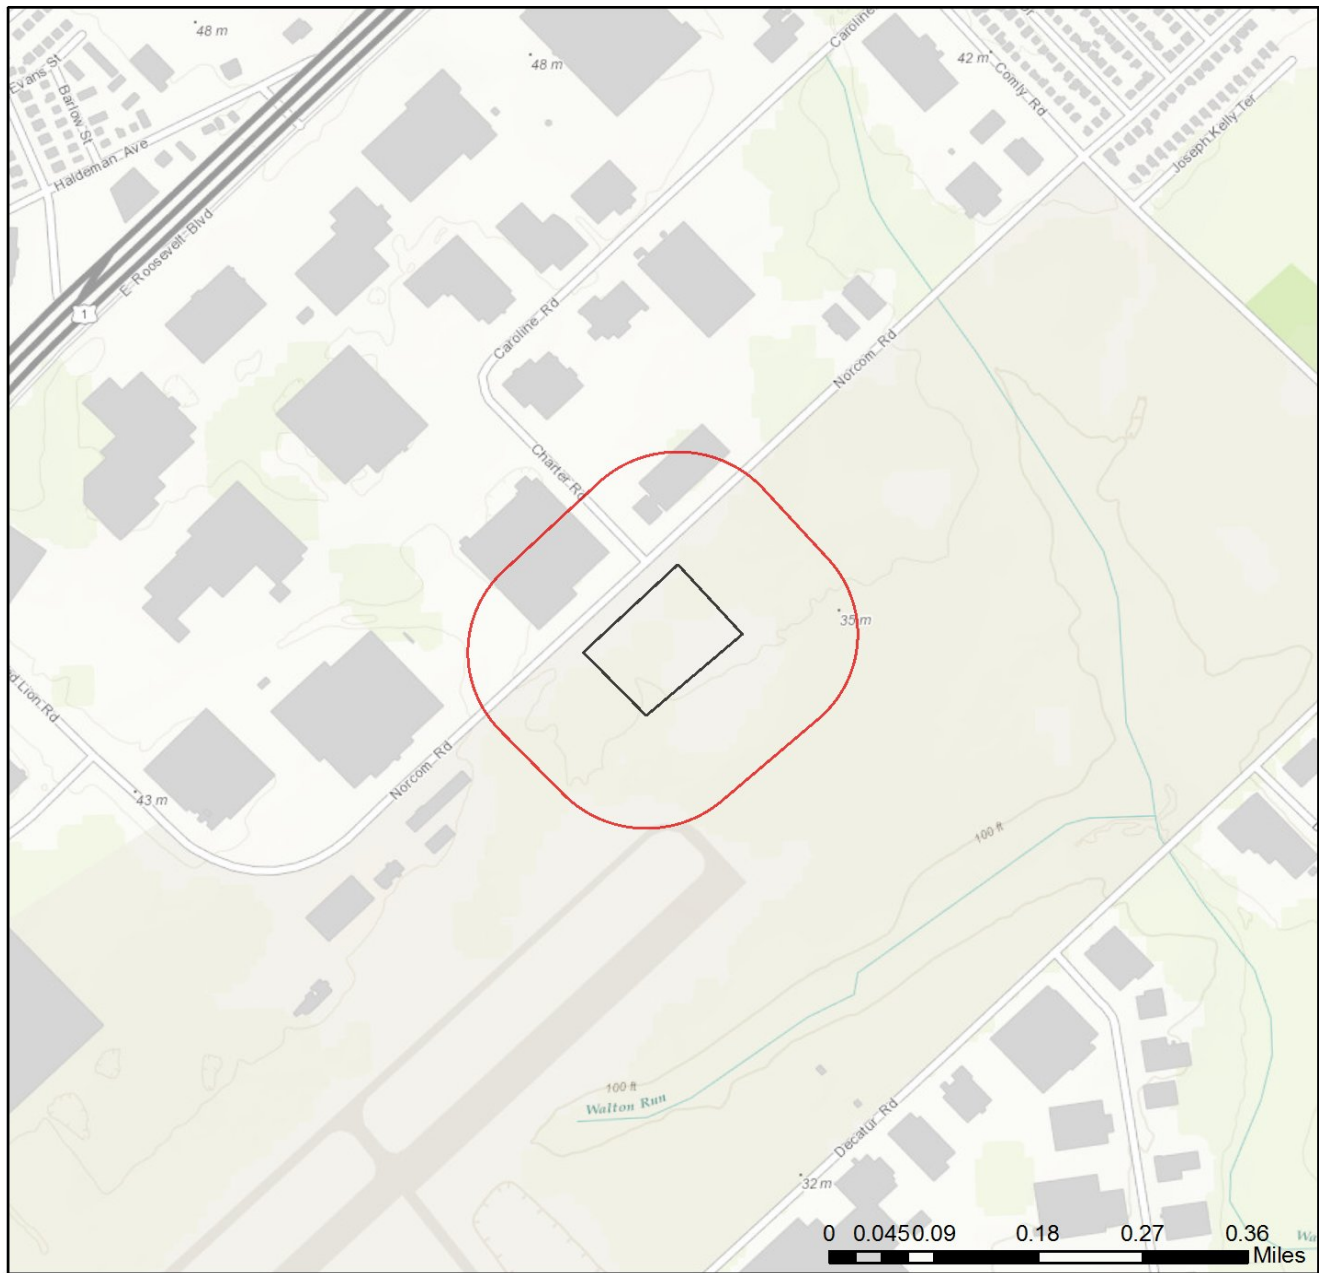 48 m
48 m
Caroline
42 m
Comly Rd
Evans St
Barlow St
Haldeman Ave
Joseph Kelly Ter
E Roosevelt Blvd
1
Caroline Rd
Norcom Rd
Charter Rd
35 m
d Lion Rd
43 m
Norcom Rd
100 ft
100 ft
Walton Run
Decatur Rd
32 m
Wa
0 0.045 0.09 0.18 0.27 0.36
Miles